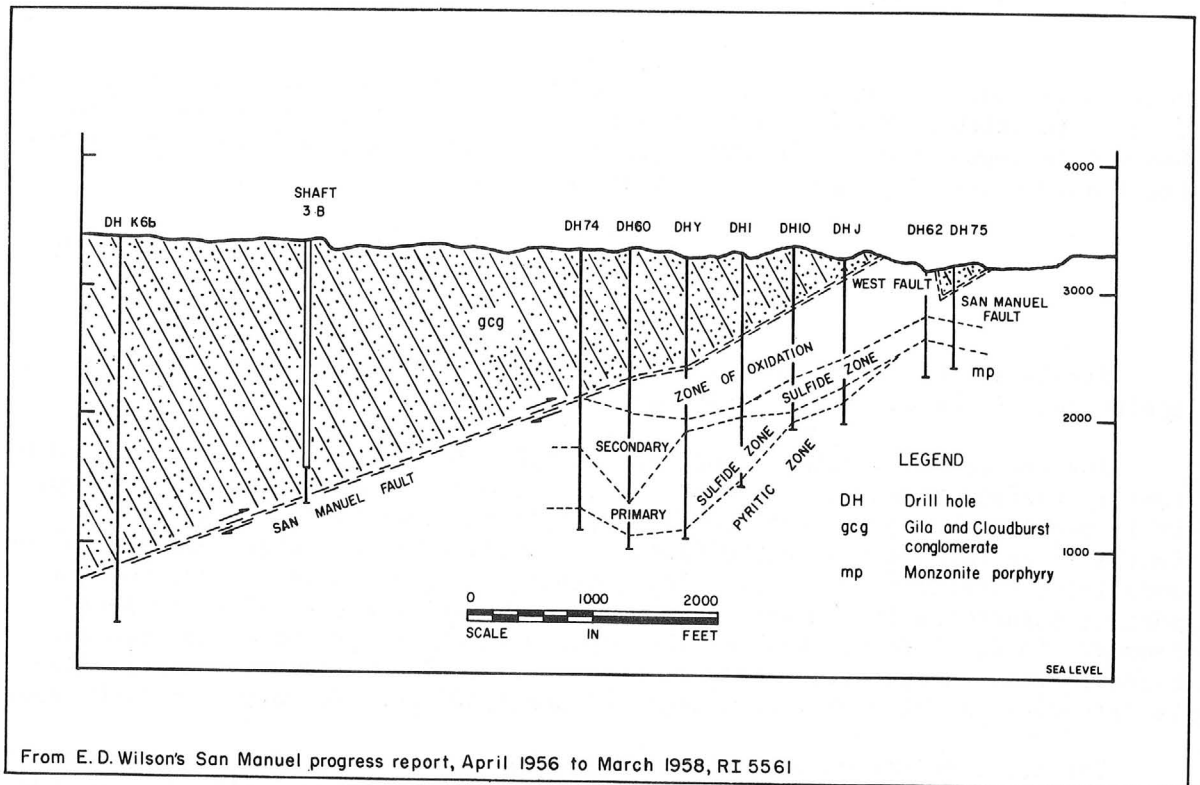 4000
SHAFT
3 B
DH K6b
DH74 DH60 DHY DH1 DH10 DH J DH62 DH75
WEST FAULT
3000
SAN MANUEL
FAULT
gcg
ZONE OF OXIDATION
SULFIDE ZONE
mp
2000
SECONDARY
SULFIDE ZONE
PYRITIC ZONE
PRIMARY
SAN MANUEL FAULT
LEGEND
DH Drill hole
gcg Gila and Cloudburst
conglomerate
mp Monzonite porphyry
1000
0 1000 2000
SCALE IN FEET
SEA LEVEL
From E. D. Wilson's San Manuel progress report, April 1956 to March 1958, RI 5561